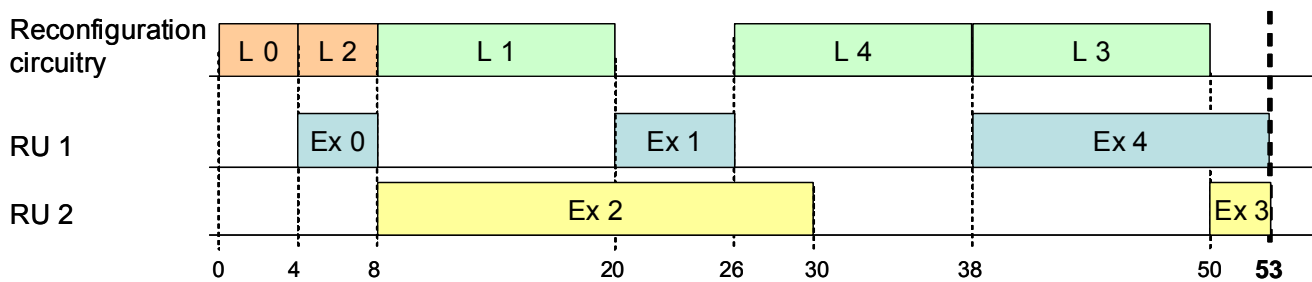 Reconfiguration
circuitry
L 0
L 2
L 1
L 4
L 3
RU 1
Ex 0
Ex 1
Ex 4
RU 2
Ex 2
Ex 3
0
4
8
20
26
30
38
50
53